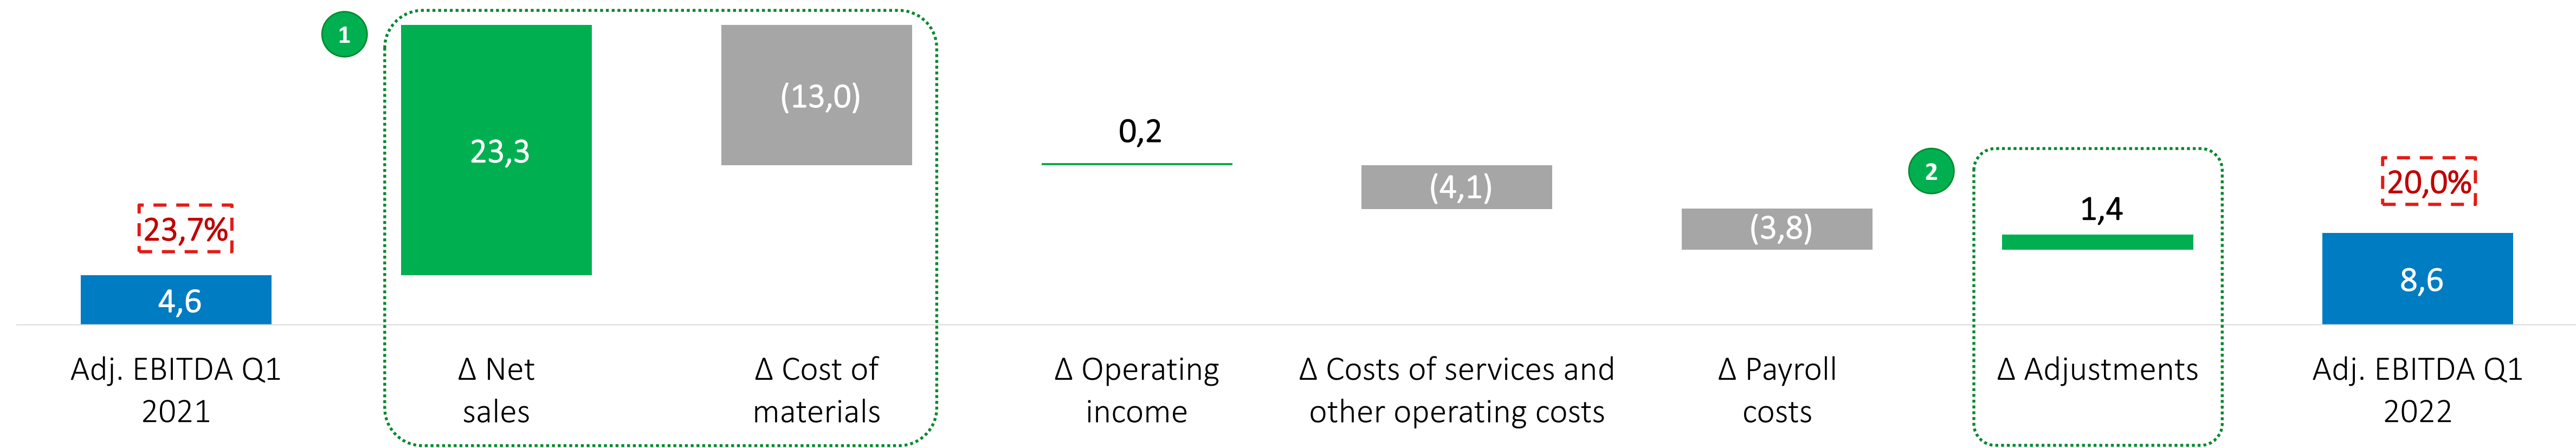 1
23,3
(13,0)
0,2
(4,1)
(3,8)
2
1,4
23,7%
4,6
20,0%
8,6
Adj. EBITDA Q1
2021
Δ Net
sales
Δ Cost of
materials
Δ Operating
income
Δ Costs of services and
other operating costs
Δ Payroll
costs
Δ Adjustments
Adj. EBITDA Q1
2022